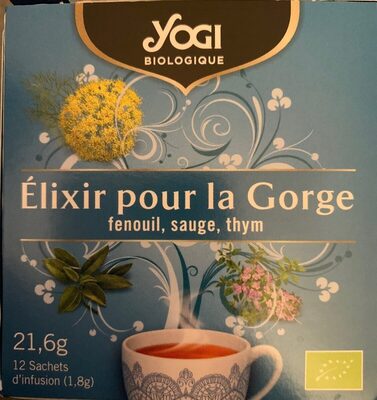 YOGI
BIOLOGIQUE
Élixir pour la Gorge
fenouil, sauge, thym
21,6g
12 Sachets
d'infusion (1,8g)